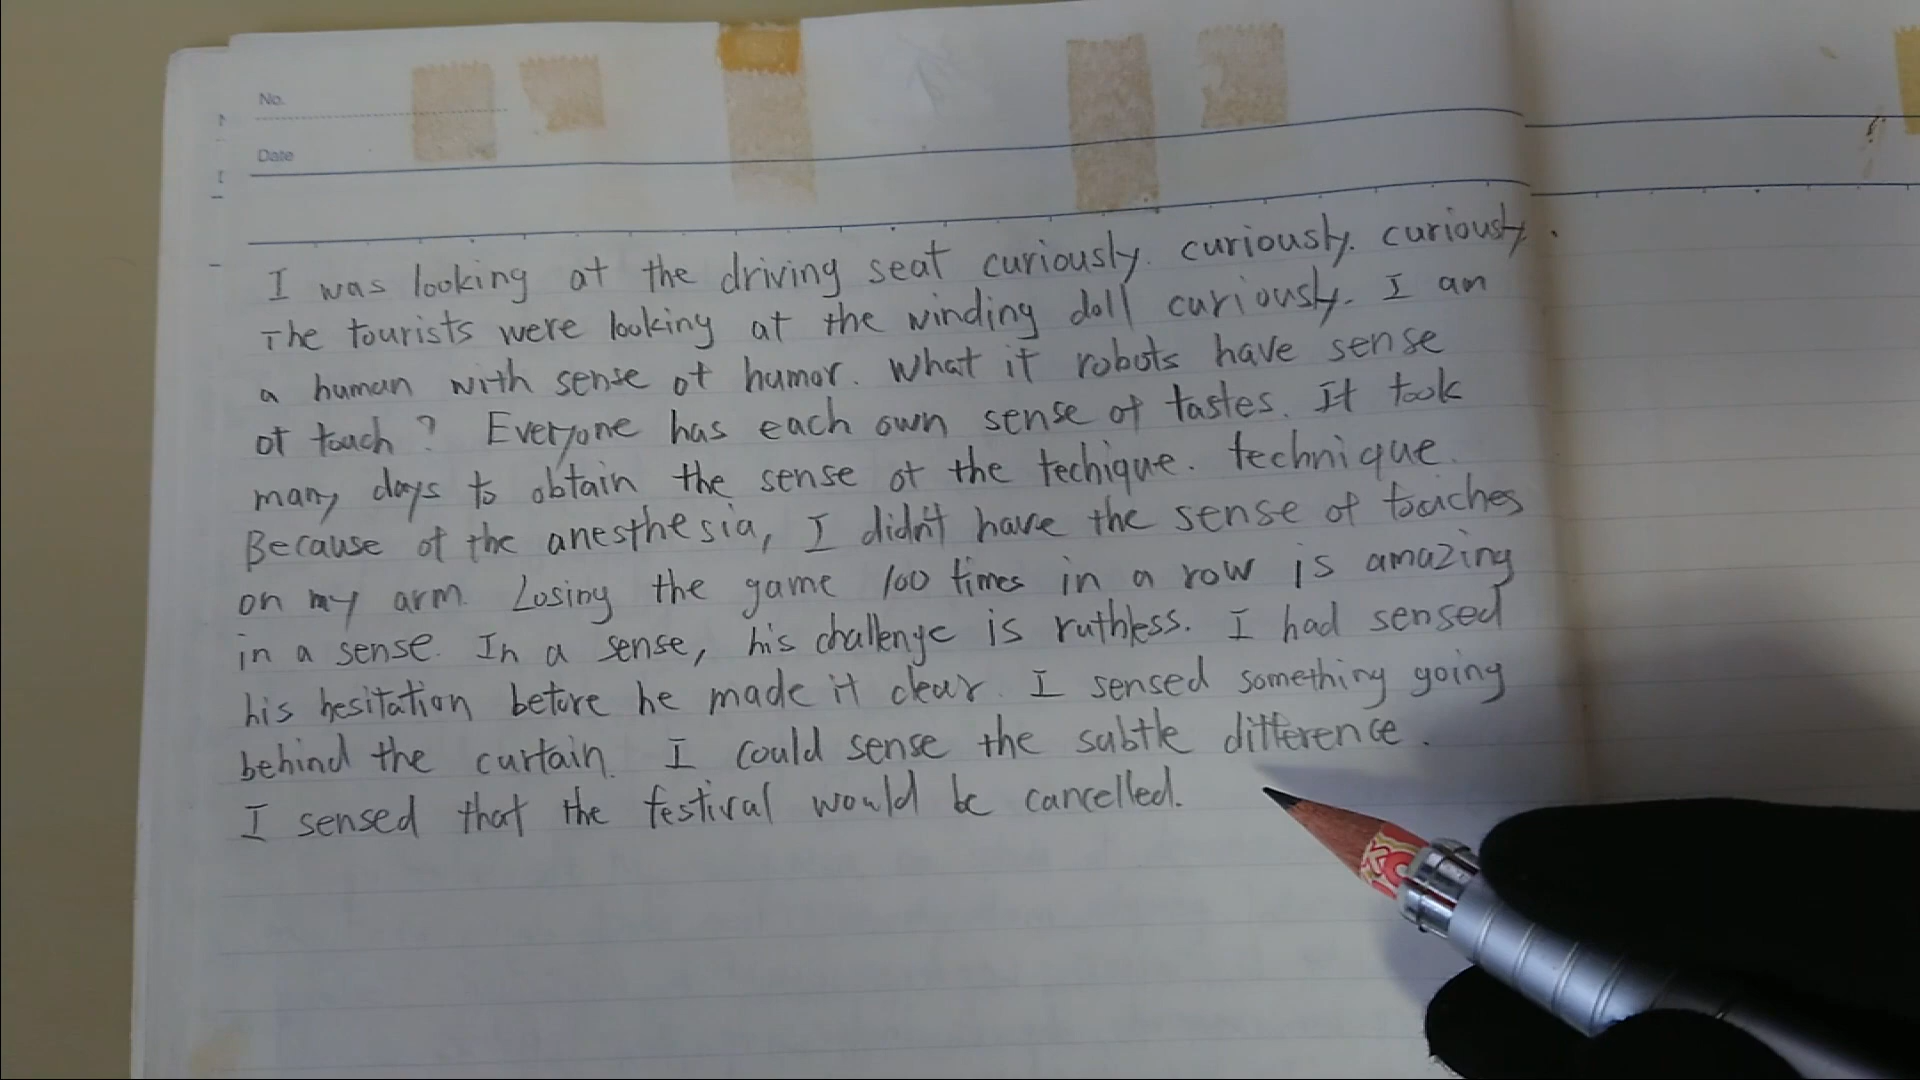 No.
Date
I was looking at the driving seat curiously. curiously. curiously.
The tourists were looking at the winding doll curiously. I am
a human with sense of humor. What if robots have sense
of touch? Everyone has each own sense of tastes. It took
many days to obtain the sense of the techique. technique.
Because of the anesthesia, I didn't have the sense of touches
on my arm. Losing the game 100 times in a row is amazing
in a sense. In a sense, his challenge is ruthless. I had sensed
his hesitation before he made it clear. I sensed something going
behind the curtain. I could sense the subtle difference.
I sensed that the festival would be cancelled.